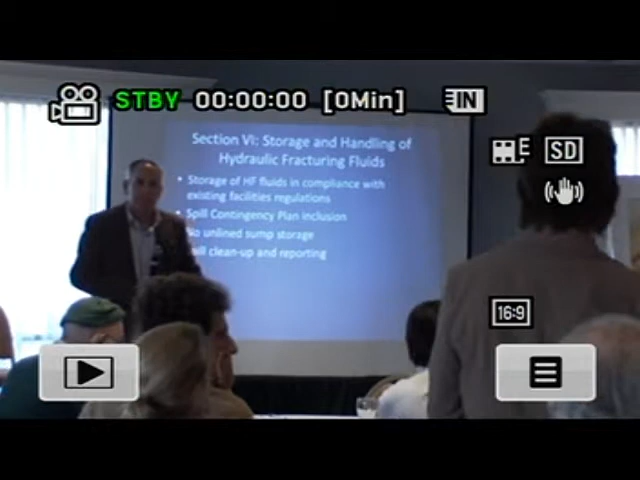 STBY 00:00:00 [0Min] IN
E SD
16:9
Section VI: Storage and Handling of
Hydraulic Fracturing Fluids
• Storage of HF fluids in compliance with
existing facilities regulations
• Spill Contingency Plan inclusion
No unlined sump storage
clean-up and reporting